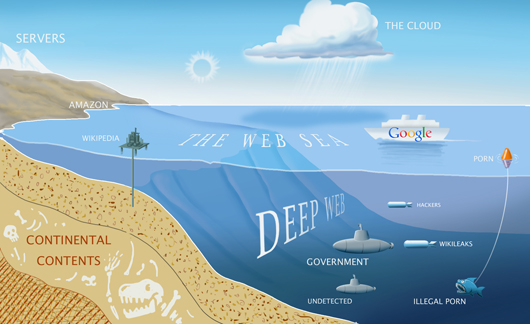 SERVERS
THE CLOUD
AMAZON
WIKIPEDIA
THE WEB SEA
Google
PORN
DEEP WEB
HACKERS
CONTINENTAL
CONTENTS
WIKILEAKS
GOVERNMENT
UNDETECTED
ILLEGAL PORN